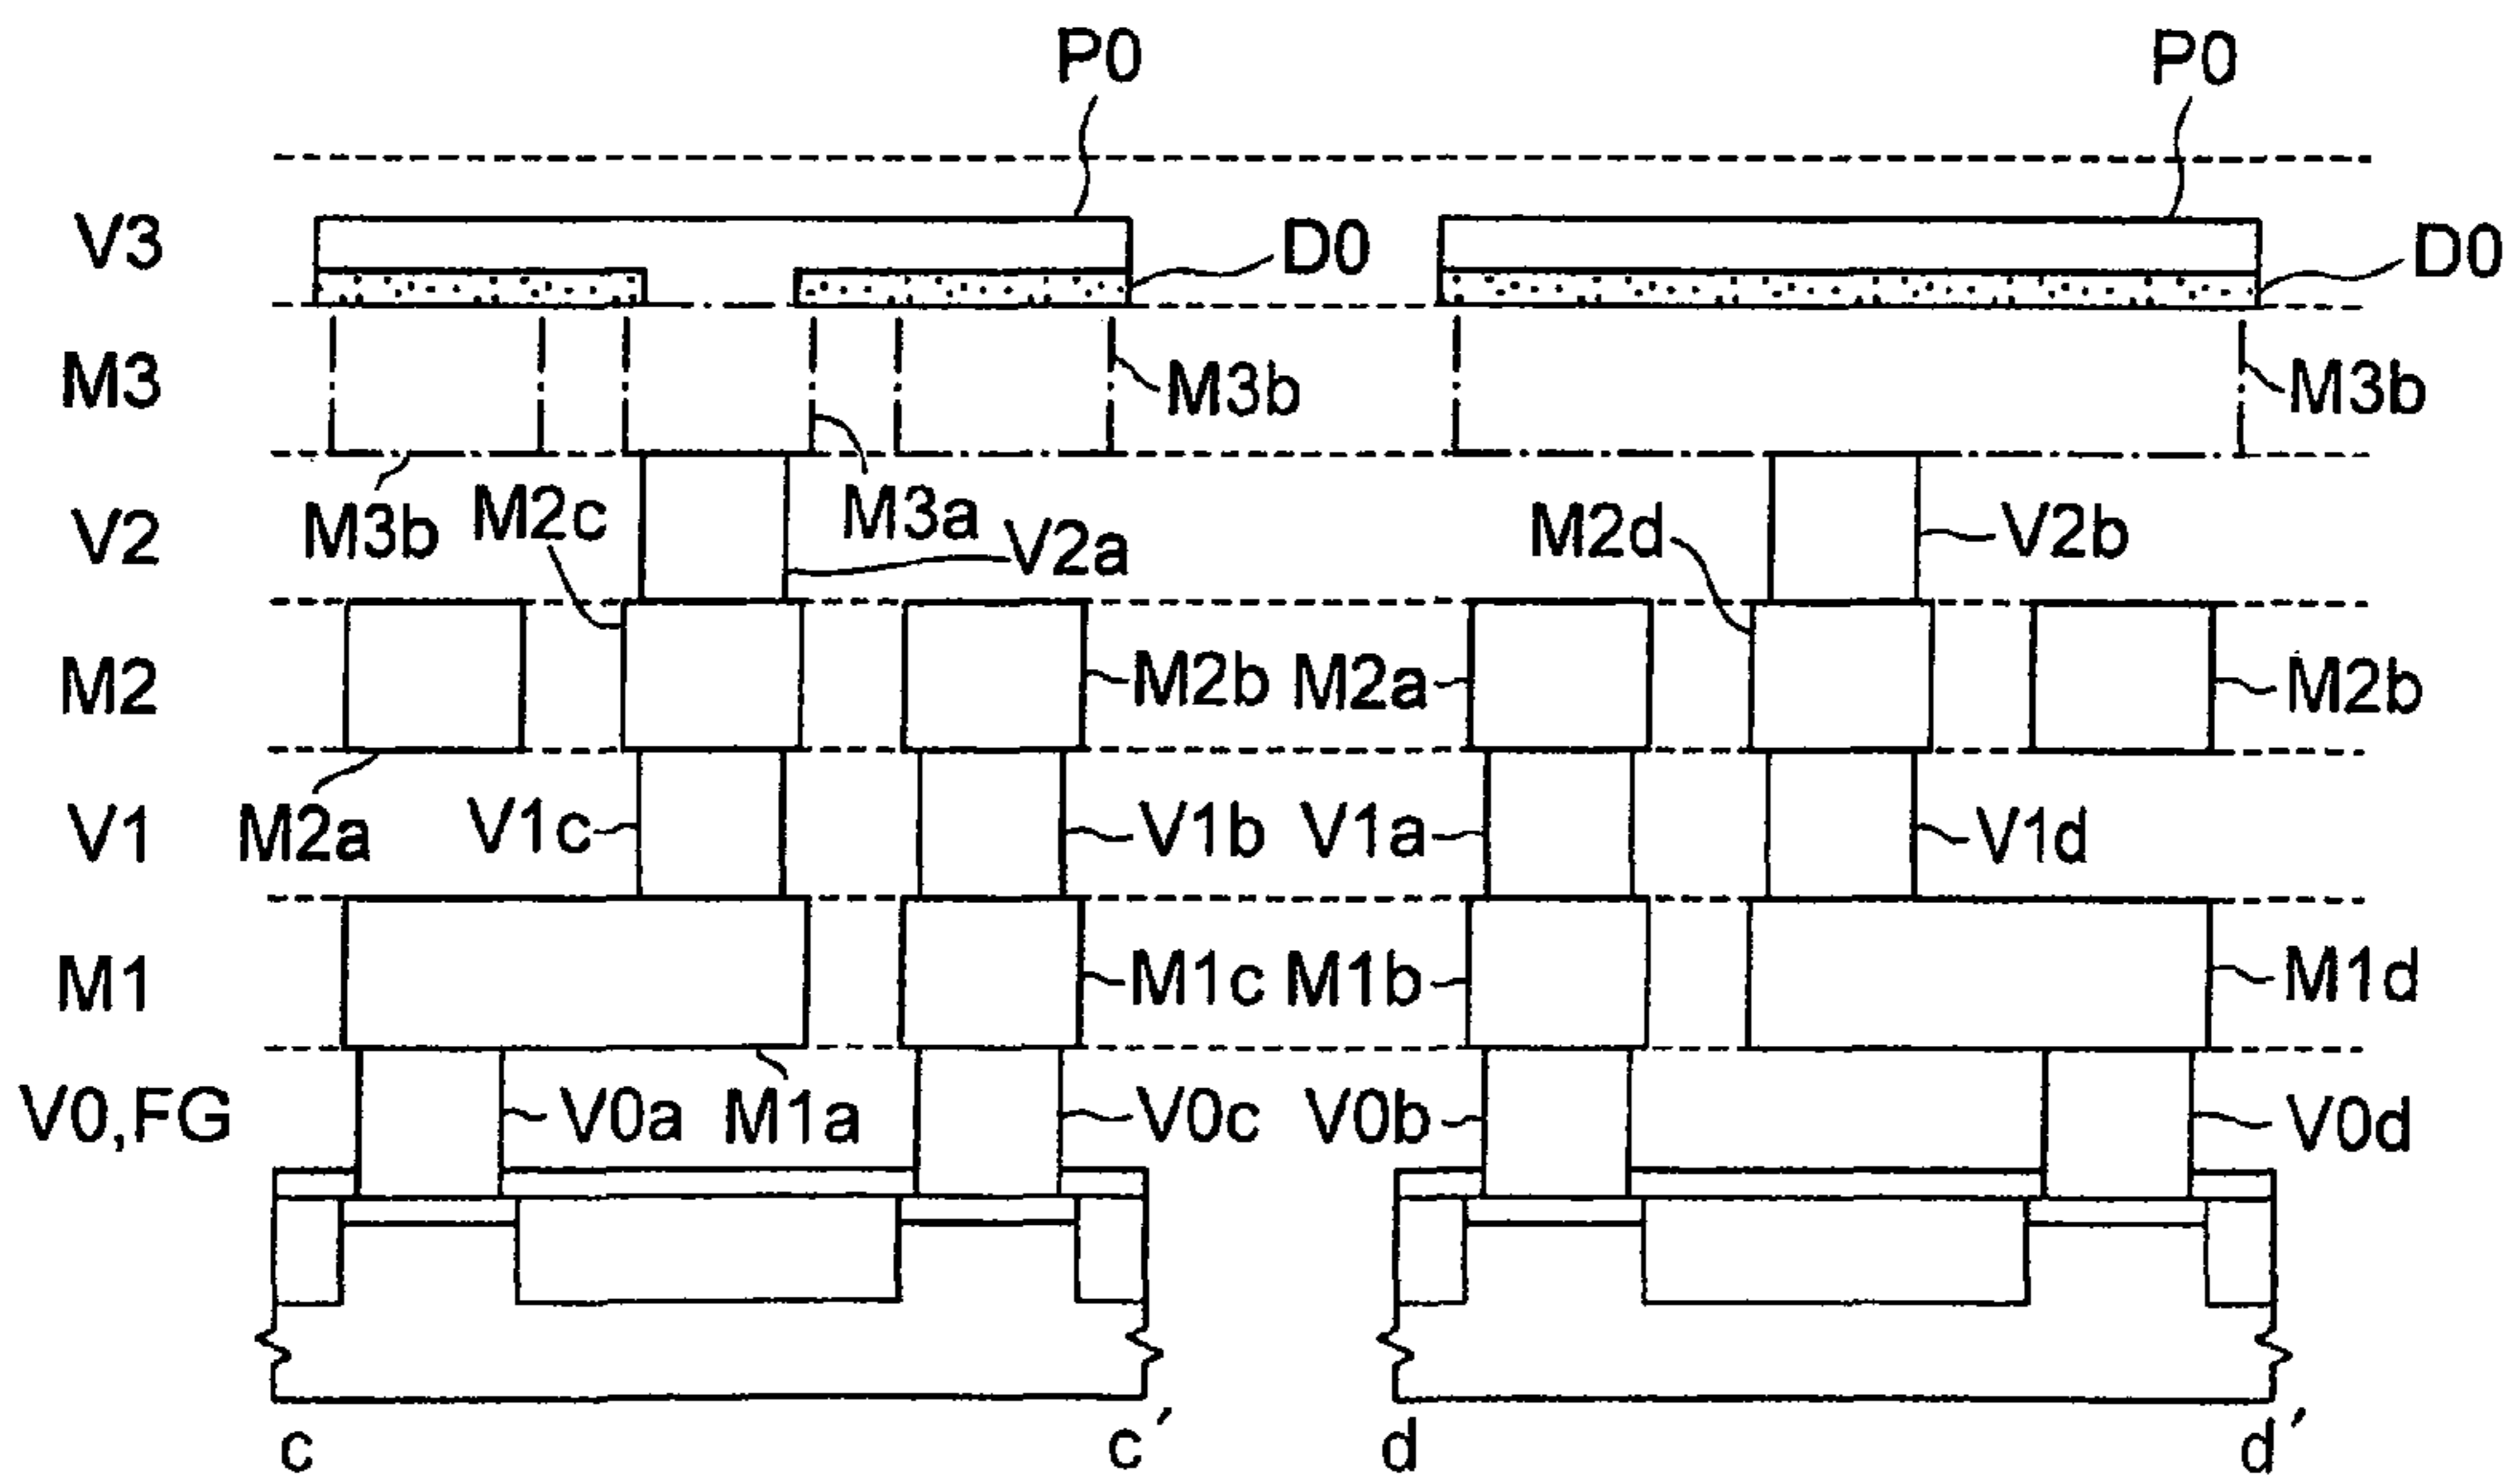 P0 P0
V3 D0 D0
M3 M3b M3b
V2 M3b M2c M3a V2a M2d V2b
M2 M2b M2a M2b
V1 M2a V1c V1b V1a V1d
M1 M1c M1b M1d
V0,FG V0a M1a V0c V0b V0d
c c′ d d′